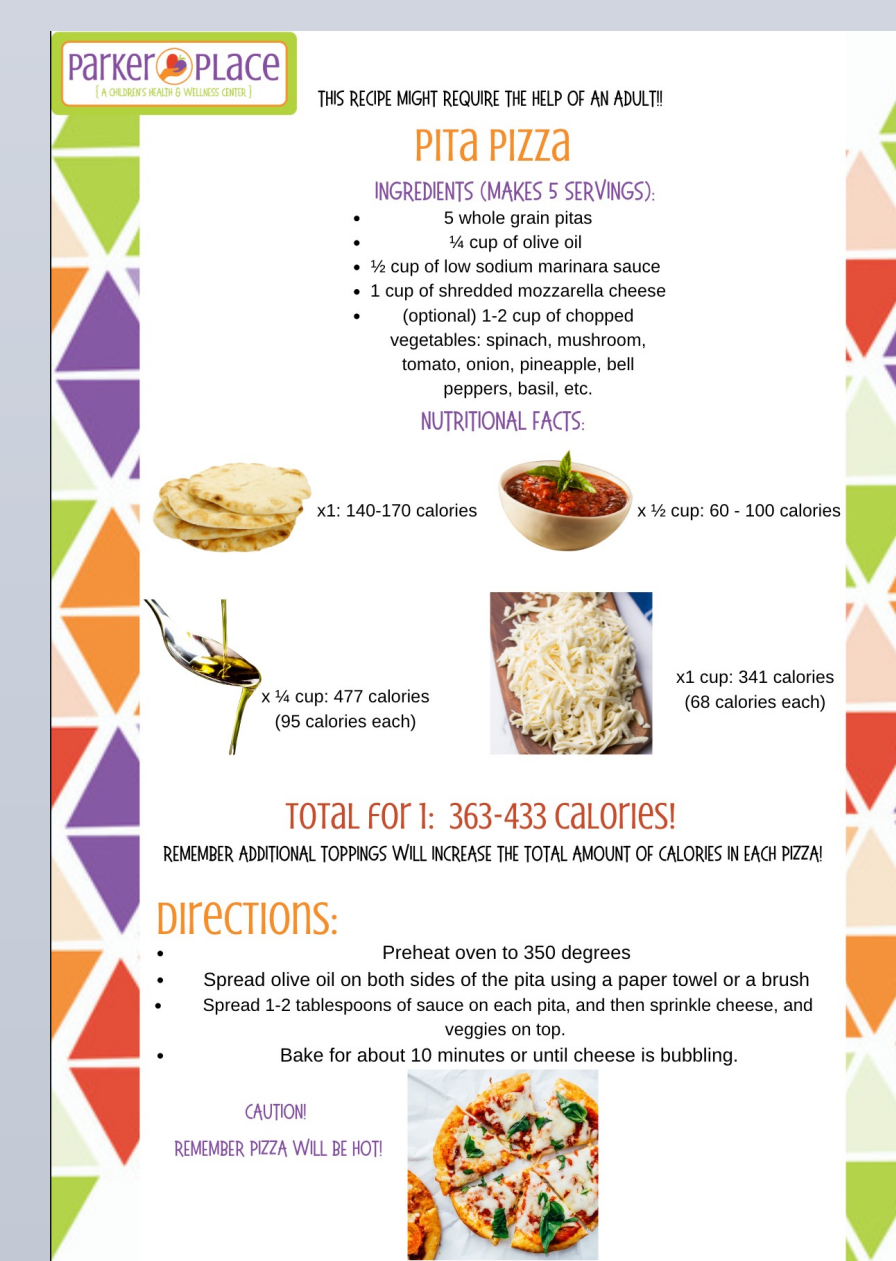 Parker Place
[ A CHILDREN'S HEALTH & WELLNESS CENTER ]
THIS RECIPE MIGHT REQUIRE THE HELP OF AN ADULT!!
Pita Pizza
INGREDIENTS (MAKES 5 SERVINGS):
• 5 whole grain pitas
• ¼ cup of olive oil
• ½ cup of low sodium marinara sauce
• 1 cup of shredded mozzarella cheese
• (optional) 1-2 cup of chopped
vegetables: spinach, mushroom,
tomato, onion, pineapple, bell
peppers, basil, etc.
NUTRITIONAL FACTS:
x1: 140-170 calories
x ½ cup: 60 - 100 calories
x ¼ cup: 477 calories
(95 calories each)
x1 cup: 341 calories
(68 calories each)
Total for 1: 363-433 calories!
REMEMBER ADDITIONAL TOPPINGS WILL INCREASE THE TOTAL AMOUNT OF CALORIES IN EACH PIZZA!
Directions:
• Preheat oven to 350 degrees
• Spread olive oil on both sides of the pita using a paper towel or a brush
• Spread 1-2 tablespoons of sauce on each pita, and then sprinkle cheese, and
veggies on top.
• Bake for about 10 minutes or until cheese is bubbling.
CAUTION!
REMEMBER PIZZA WILL BE HOT!